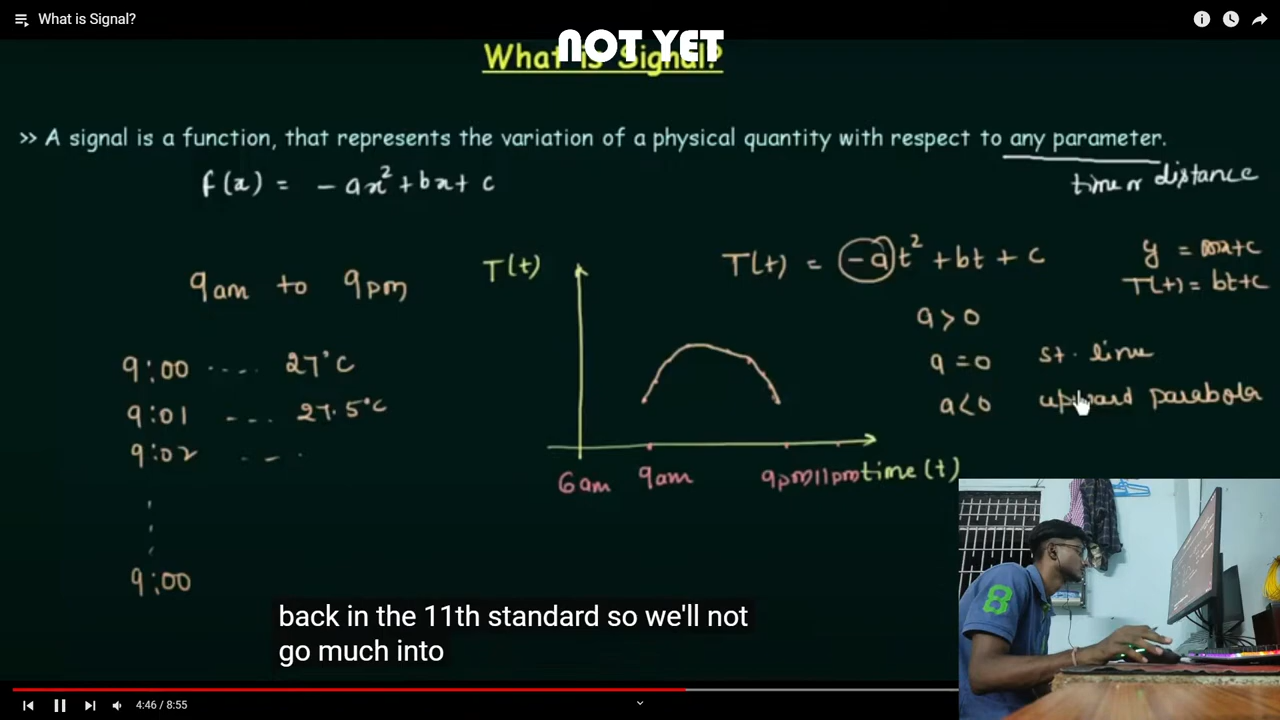 What is Signal?
NOT YET
What is Signal?
>> A signal is a function, that represents the variation of a physical quantity with respect to any parameter.
time or distance
f(x) = - ax² + bx + c
9am to 9pm
T(t)
T(t) = -at² + bt + c
y = mx+c
T(t) = bt+c
a > 0
a = 0 st. line
a < 0 upward parabola
9:00 .... 27°C
9:01 ... 27.5°C
9:02 ...
9:00
6am 9am 9pm 11pm time (t)
8
back in the 11th standard so we'll not
go much into
4:46 / 8:55